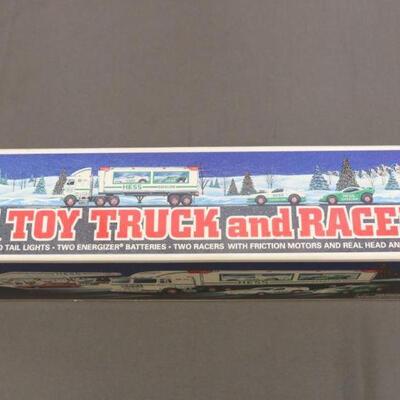 HESS GASOLINE
TOY TRUCK and RACE
TAIL LIGHTS • TWO ENERGIZER® BATTERIES • TWO RACERS WITH FRICTION MOTORS AND REAL HEAD AN